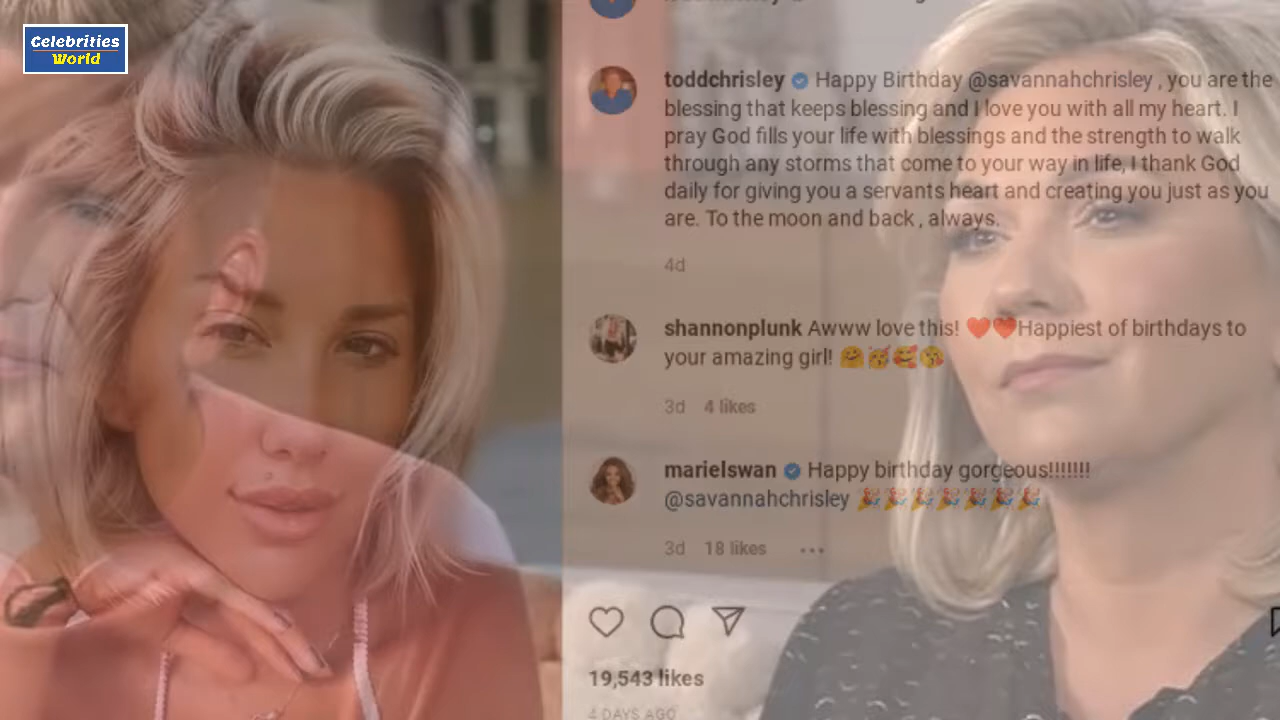 Celebrities
World
toddchrisley Happy Birthday @savannahchrisley , you are the
blessing that keeps blessing and I love you with all my heart. I
pray God fills your life with blessings and the strength to walk
through any storms that come to your way in life, I thank God
daily for giving you a servants heart and creating you just as you
are. To the moon and back , always.
4d
shannonplunk Awww love this! ❤️❤️Happiest of birthdays to
your amazing girl! 🤗🥳🥰😘
3d 4 likes
marielswan Happy birthday gorgeous!!!!!!!
@savannahchrisley 🎉🎉🎉🎉🎉🎉🎉
3d 18 likes ...
19,543 likes
4 DAYS AGO